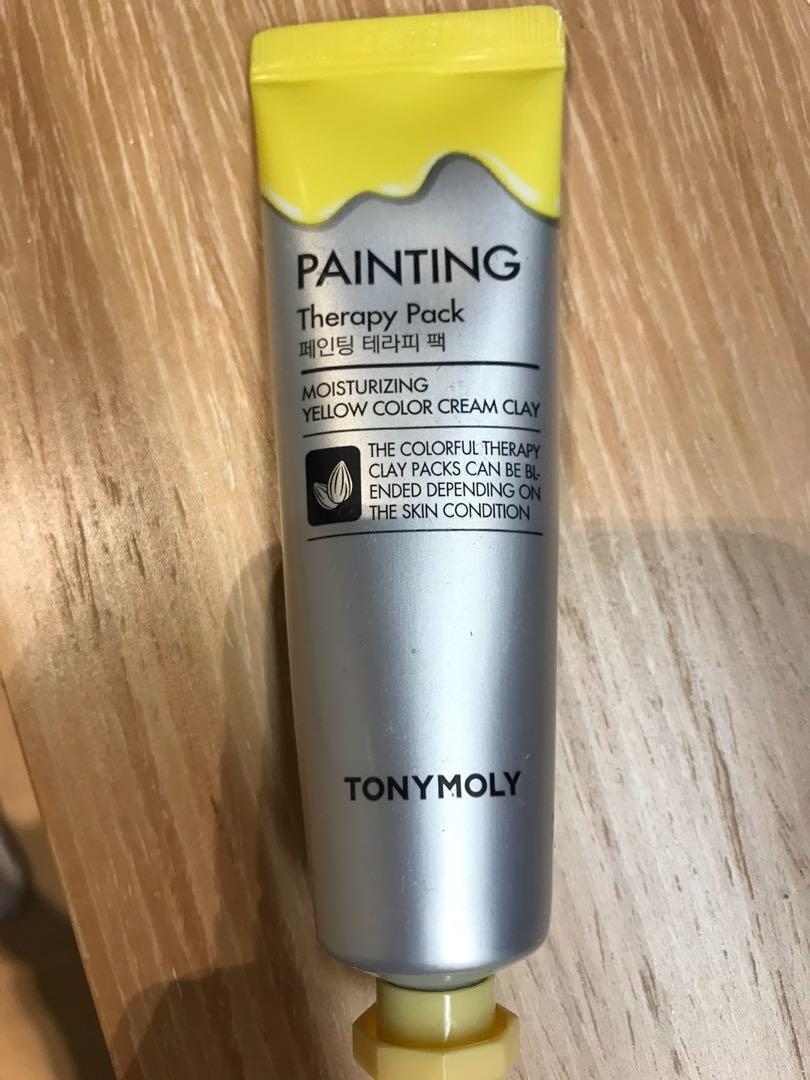 PAINTING
Therapy Pack
페인팅 테라피 팩
MOISTURIZING
YELLOW COLOR CREAM CLAY
THE COLORFUL THERAPY
CLAY PACKS CAN BE BL-
ENDED DEPENDING ON
THE SKIN CONDITION
TONYMOLY